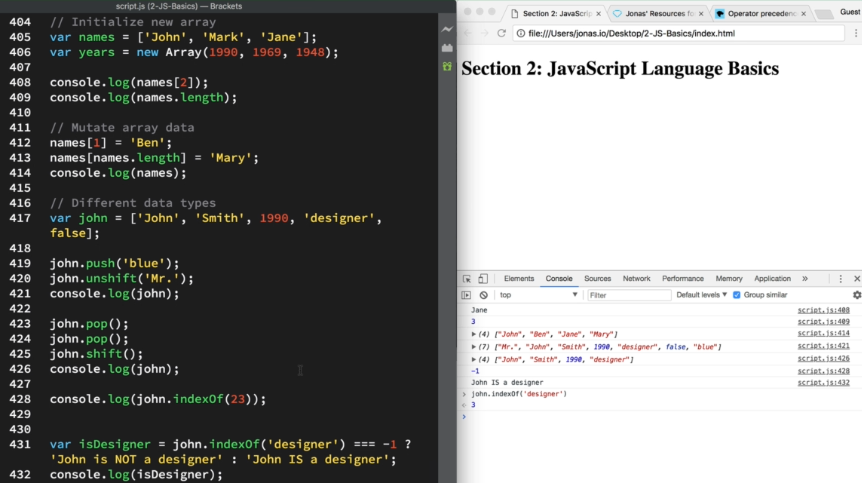 script.js (2-JS-Basics) — Brackets
404 // Initialize new array
405 var names = ['John', 'Mark', 'Jane'];
406 var years = new Array(1990, 1969, 1948);
407
408 console.log(names[2]);
409 console.log(names.length);
410
411 // Mutate array data
412 names[1] = 'Ben';
413 names[names.length] = 'Mary';
414 console.log(names);
415
416 // Different data types
417 var john = ['John', 'Smith', 1990, 'designer',
false];
418
419 john.push('blue');
420 john.unshift('Mr.');
421 console.log(john);
422
423 john.pop();
424 john.pop();
425 john.shift();
426 console.log(john);
427
428 console.log(john.indexOf(23));
429
430
431 var isDesigner = john.indexOf('designer') === -1 ?
'John is NOT a designer' : 'John IS a designer';
432 console.log(isDesigner);
Section 2: JavaScrip × Jonas' Resources fo × Operator precedenc × Guest
file:///Users/jonas.io/Desktop/2-JS-Basics/index.html
Section 2: JavaScript Language Basics
Elements Console Sources Network Performance Memory Application »
top Filter Default levels Group similar
Jane script.js:408
3 script.js:409
(4) ["John", "Ben", "Jane", "Mary"] script.js:414
(7) ["Mr.", "John", "Smith", 1990, "designer", false, "blue"] script.js:421
(4) ["John", "Smith", 1990, "designer"] script.js:426
-1 script.js:428
John IS a designer script.js:432
> john.indexOf('designer')
3
>